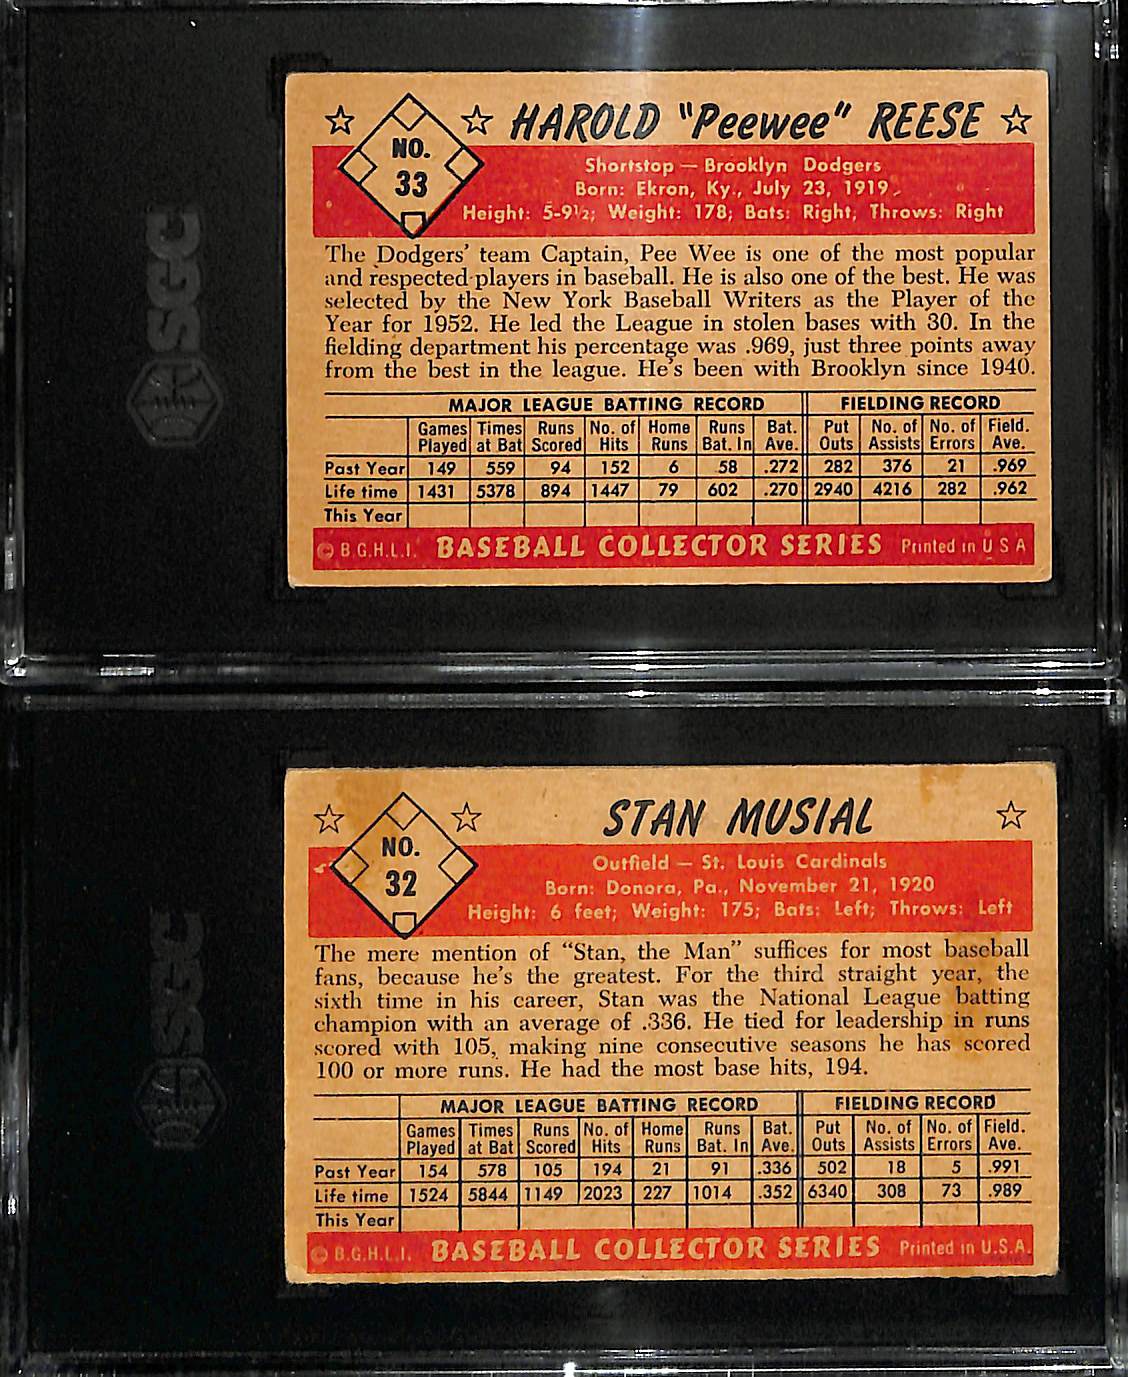 HAROLD "Peewee" REESE
NO.
33
Shortstop — Brooklyn Dodgers
Born: Ekron, Ky., July 23, 1919
Height: 5-9½; Weight: 178; Bats: Right, Throws: Right
The Dodgers' team Captain, Pee Wee is one of the most popular
and respected players in baseball. He is also one of the best. He was
selected by the New York Baseball Writers as the Player of the
Year for 1952. He led the League in stolen bases with 30. In the
fielding department his percentage was .969, just three points away
from the best in the league. He's been with Brooklyn since 1940.
MAJOR LEAGUE BATTING RECORD FIELDING RECORD
Games Times Runs No. of Home Runs Bat. Put No. of No. of Field.
Played at Bat Scored Hits Runs Bat. In Ave. Outs Assists Errors Ave.
Past Year 149 559 94 152 6 58 .272 282 376 21 .969
Life time 1431 5378 894 1447 79 602 .270 2940 4216 282 .962
This Year
© B.G.H.L.I. BASEBALL COLLECTOR SERIES Printed in U S A
SGC
STAN MUSIAL
NO.
32
Outfield — St. Louis Cardinals
Born: Donora, Pa., November 21, 1920
Height: 6 feet; Weight: 175; Bats: Left; Throws: Left
The mere mention of "Stan, the Man" suffices for most baseball
fans, because he's the greatest. For the third straight year, the
sixth time in his career, Stan was the National League batting
champion with an average of .336. He tied for leadership in runs
scored with 105, making nine consecutive seasons he has scored
100 or more runs. He had the most base hits, 194.
MAJOR LEAGUE BATTING RECORD FIELDING RECORD
Games Times Runs No. of Home Runs Bat. Put No. of No. of Field.
Played at Bat Scored Hits Runs Bat. In Ave. Outs Assists Errors Ave.
Past Year 154 578 105 194 21 91 .336 502 18 5 .991
Life time 1524 5844 1149 2023 227 1014 .352 6340 308 73 .989
This Year
© B.G.H.L.I. BASEBALL COLLECTOR SERIES Printed in U.S.A.
SGC